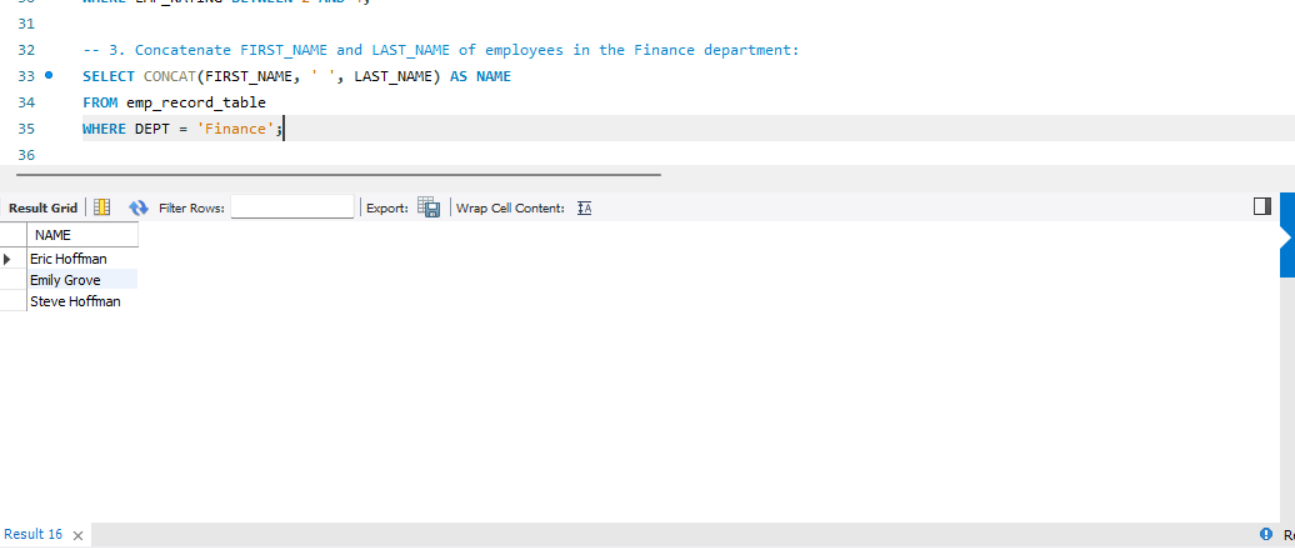 31
32 -- 3. Concatenate FIRST_NAME and LAST_NAME of employees in the Finance department:
33 SELECT CONCAT(FIRST_NAME, ' ', LAST_NAME) AS NAME
34 FROM emp_record_table
35 WHERE DEPT = 'Finance';
36
Result Grid Filter Rows: Export: Wrap Cell Content: IA
NAME
Eric Hoffman
Emily Grove
Steve Hoffman
Result 16 ×